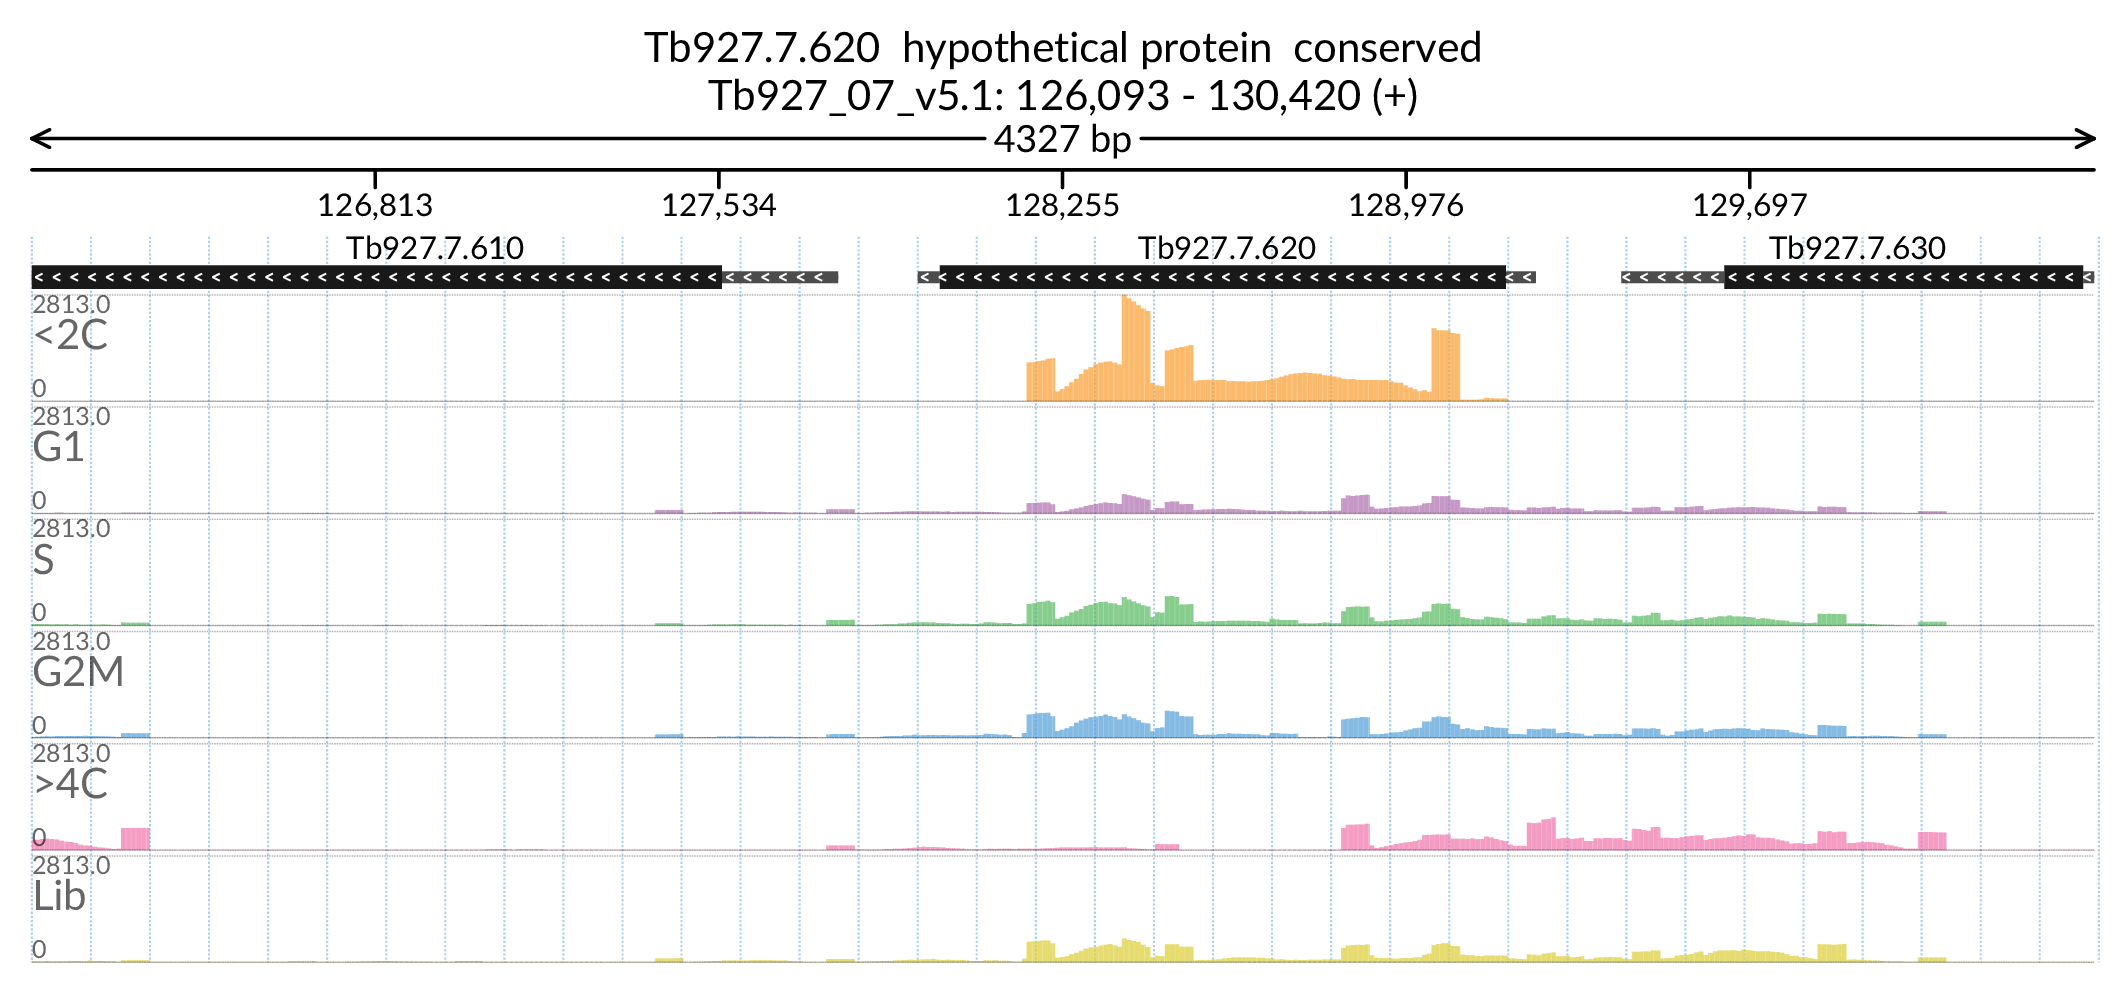 Tb927.7.620 hypothetical protein conserved
Tb927_07_v5.1: 126,093 - 130,420 (+)
4327 bp
126,813 127,534 128,255 128,976 129,697
Tb927.7.610 Tb927.7.620 Tb927.7.630
2813.0
<2C
0
2813.0
G1
0
2813.0
S
0
2813.0
G2M
0
2813.0
>4C
0
2813.0
Lib
0